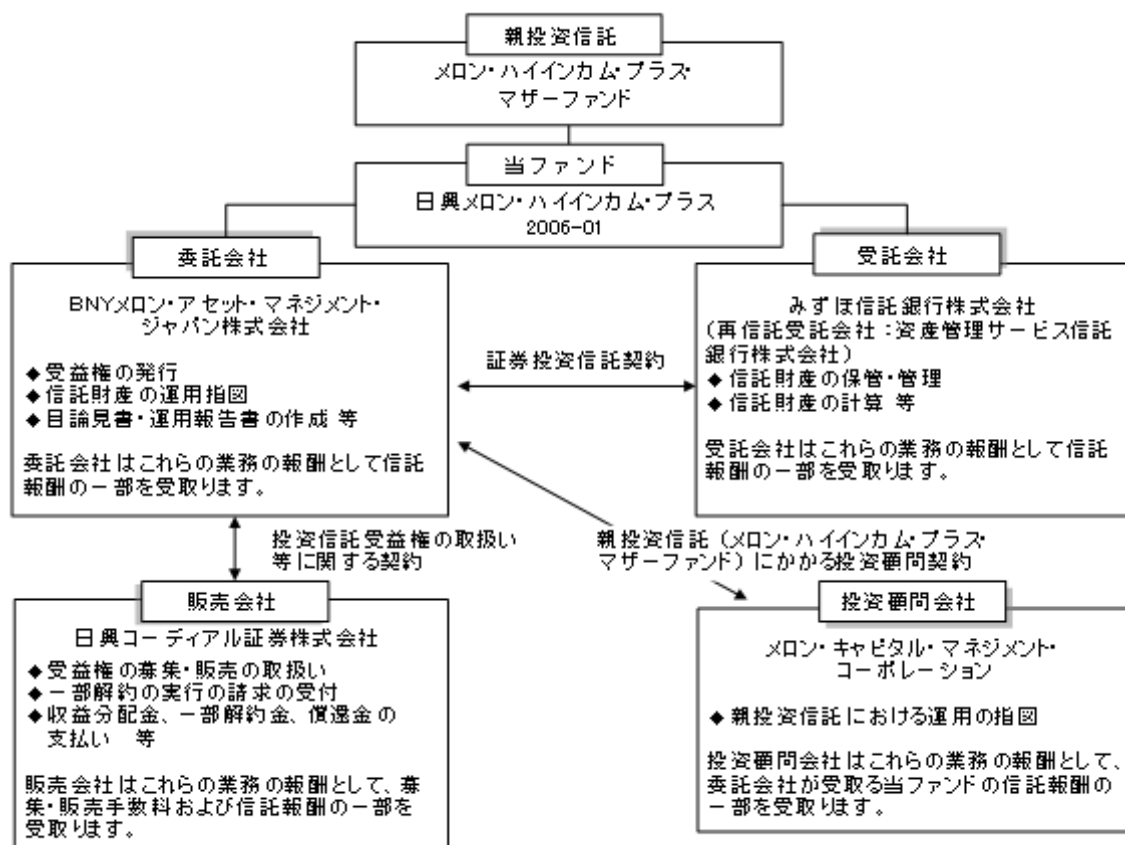 親投資信託
メロン・ハイインカム・プラス・
マザーファンド
当ファンド
日興メロン・ハイインカム・プラス
2006-01
委託会社
BNYメロン・アセット・マネジメント・
ジャパン株式会社
◆受益権の発行
◆信託財産の運用指図
◆目論見書・運用報告書の作成 等
委託会社はこれらの業務の報酬として信託
報酬の一部を受取ります。
証券投資信託契約
受託会社
みずほ信託銀行株式会社
(再信託受託会社:資産管理サービス信託
銀行株式会社)
◆信託財産の保管・管理
◆信託財産の計算 等
受託会社はこれらの業務の報酬として信託
報酬の一部を受取ります。
投資信託受益権の取扱い
等に関する契約
親投資信託(メロン・ハイインカム・プラス・
マザーファンド)にかかる投資顧問契約
販売会社
日興コーディアル証券株式会社
◆受益権の募集・販売の取扱い
◆一部解約の実行の請求の受付
◆収益分配金、一部解約金、償還金の
支払い 等
販売会社はこれらの業務の報酬として、募
集・販売手数料および信託報酬の一部を
受取ります。
投資顧問会社
メロン・キャピタル・マネジメント・
コーポレーション
◆親投資信託における運用の指図
投資顧問会社はこれらの業務の報酬として、
委託会社が受取る当ファンドの信託報酬の
一部を受取ります。